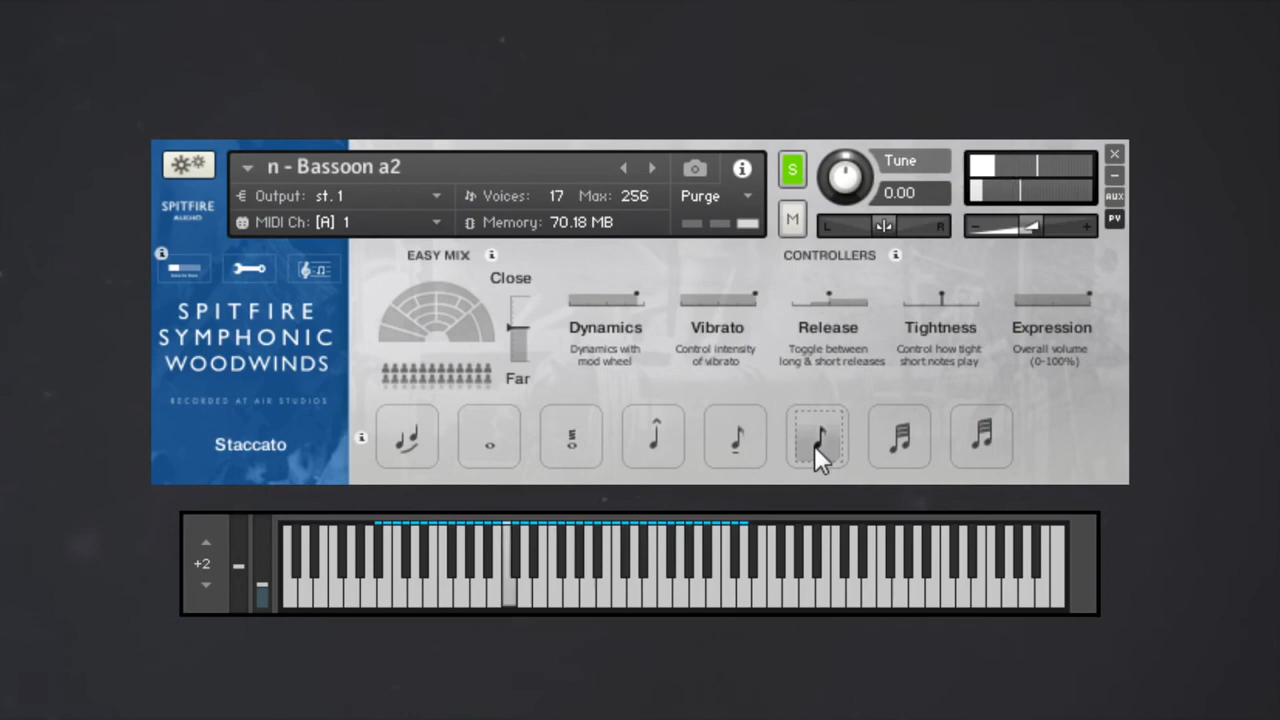 n - Bassoon a2
Output: st.1
Voices: 17 Max: 256
Purge
MIDI Ch: [A] 1
Memory: 70.18 MB
S
M
Tune
0.00
L R
- +
AUX
PV
SPITFIRE
AUDIO
SPITFIRE
SYMPHONIC
WOODWINDS
RECORDED AT AIR STUDIOS
Staccato
EASY MIX
Close
Far
CONTROLLERS
Dynamics
Dynamics with
mod wheel
Vibrato
Control intensity
of vibrato
Release
Toggle between
long & short releases
Tightness
Control how tight
short notes play
Expression
Overall volume
(0-100%)
+2